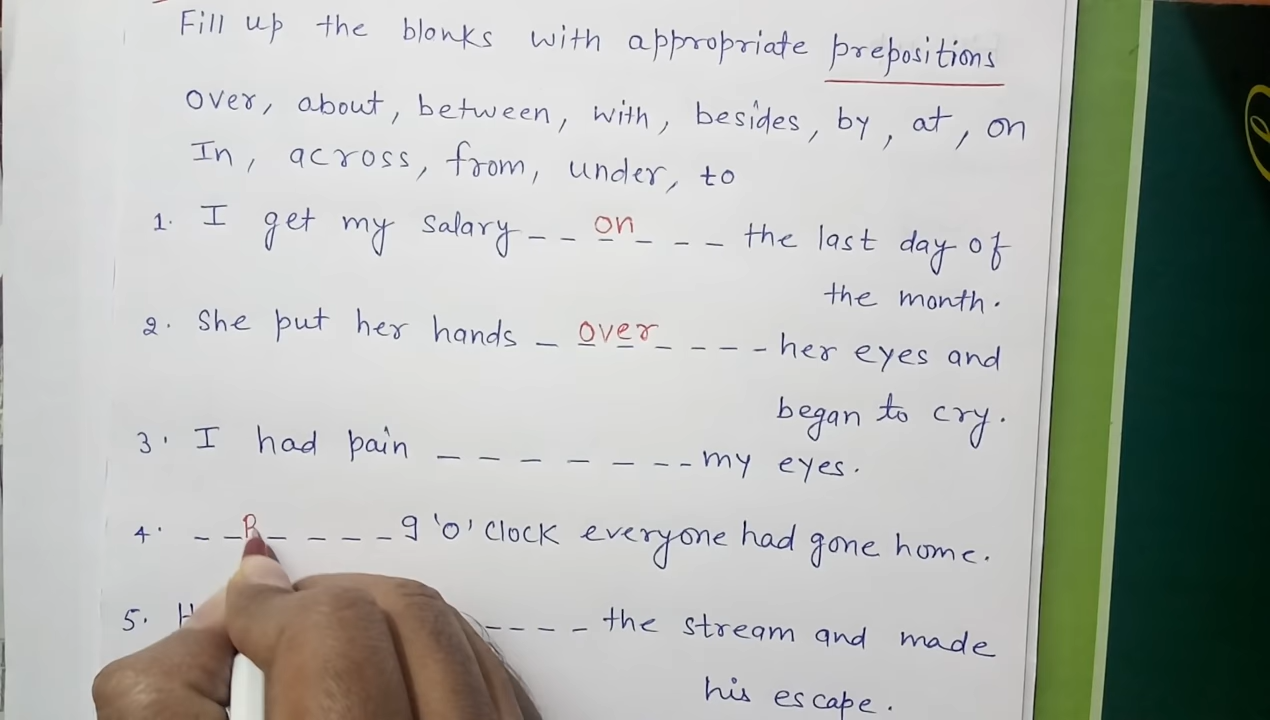 Fill up the blonks with appropriate prepositions
over, about, between, with, besides, by, at, on
In, across, from, under, to
1. I get my salary _ _ on _ _ _ the last day of
the month.
2. She put her hands _ over _ _ _ _ her eyes and
began to cry.
3. I had pain _ _ _ _ _ _ _ my eyes.
4. _ _ B _ _ _ _ 9 'o' clock everyone had gone home.
5. _ _ _ _ the stream and made
his escape.